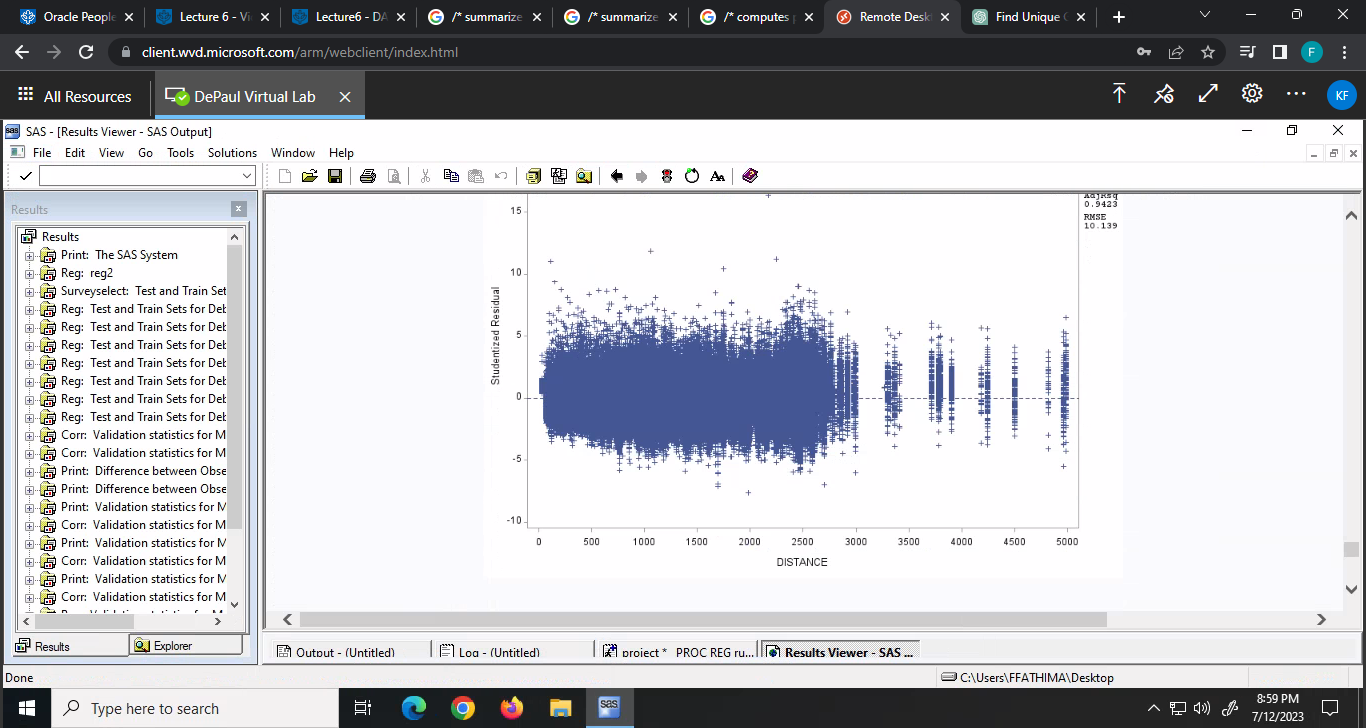 Oracle People
Lecture 6 - Vi
Lecture6 - DA
/* summarize
/* summarize
/* computes p
Remote Desk
Find Unique
client.wvd.microsoft.com/arm/webclient/index.html
F
All Resources
DePaul Virtual Lab
KF
sas
SAS - [Results Viewer - SAS Output]
File Edit View Go Tools Solutions Window Help
Results
Results
Print: The SAS System
Reg: reg2
Surveyselect: Test and Train Set
Reg: Test and Train Sets for Deb
Reg: Test and Train Sets for Deb
Reg: Test and Train Sets for Deb
Reg: Test and Train Sets for Deb
Reg: Test and Train Sets for Deb
Reg: Test and Train Sets for Deb
Reg: Test and Train Sets for Deb
Corr: Validation statistics for M
Corr: Validation statistics for M
Print: Difference between Obse
Print: Difference between Obse
Print: Validation statistics for M
Corr: Validation statistics for M
Print: Validation statistics for M
Corr: Validation statistics for M
Print: Validation statistics for M
Corr: Validation statistics for M
Results
Explorer
AdjRsq
0.9423
RMSE
10.139
15
10
5
0
-5
-10
Studentized Residual
0 500 1000 1500 2000 2500 3000 3500 4000 4500 5000
DISTANCE
Output - (Untitled)
Log - (Untitled)
project * PROC REG ru...
Results Viewer - SAS ...
Done
C:\Users\FFATHIMA\Desktop
Type here to search
sas
8:59 PM
7/12/2023